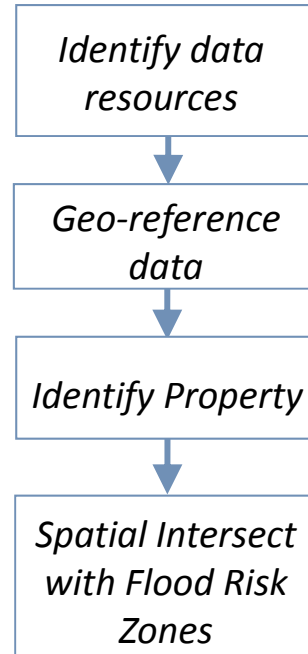 Identify data
resources
Geo-reference
data
Identify Property
Spatial Intersect
with Flood Risk
Zones